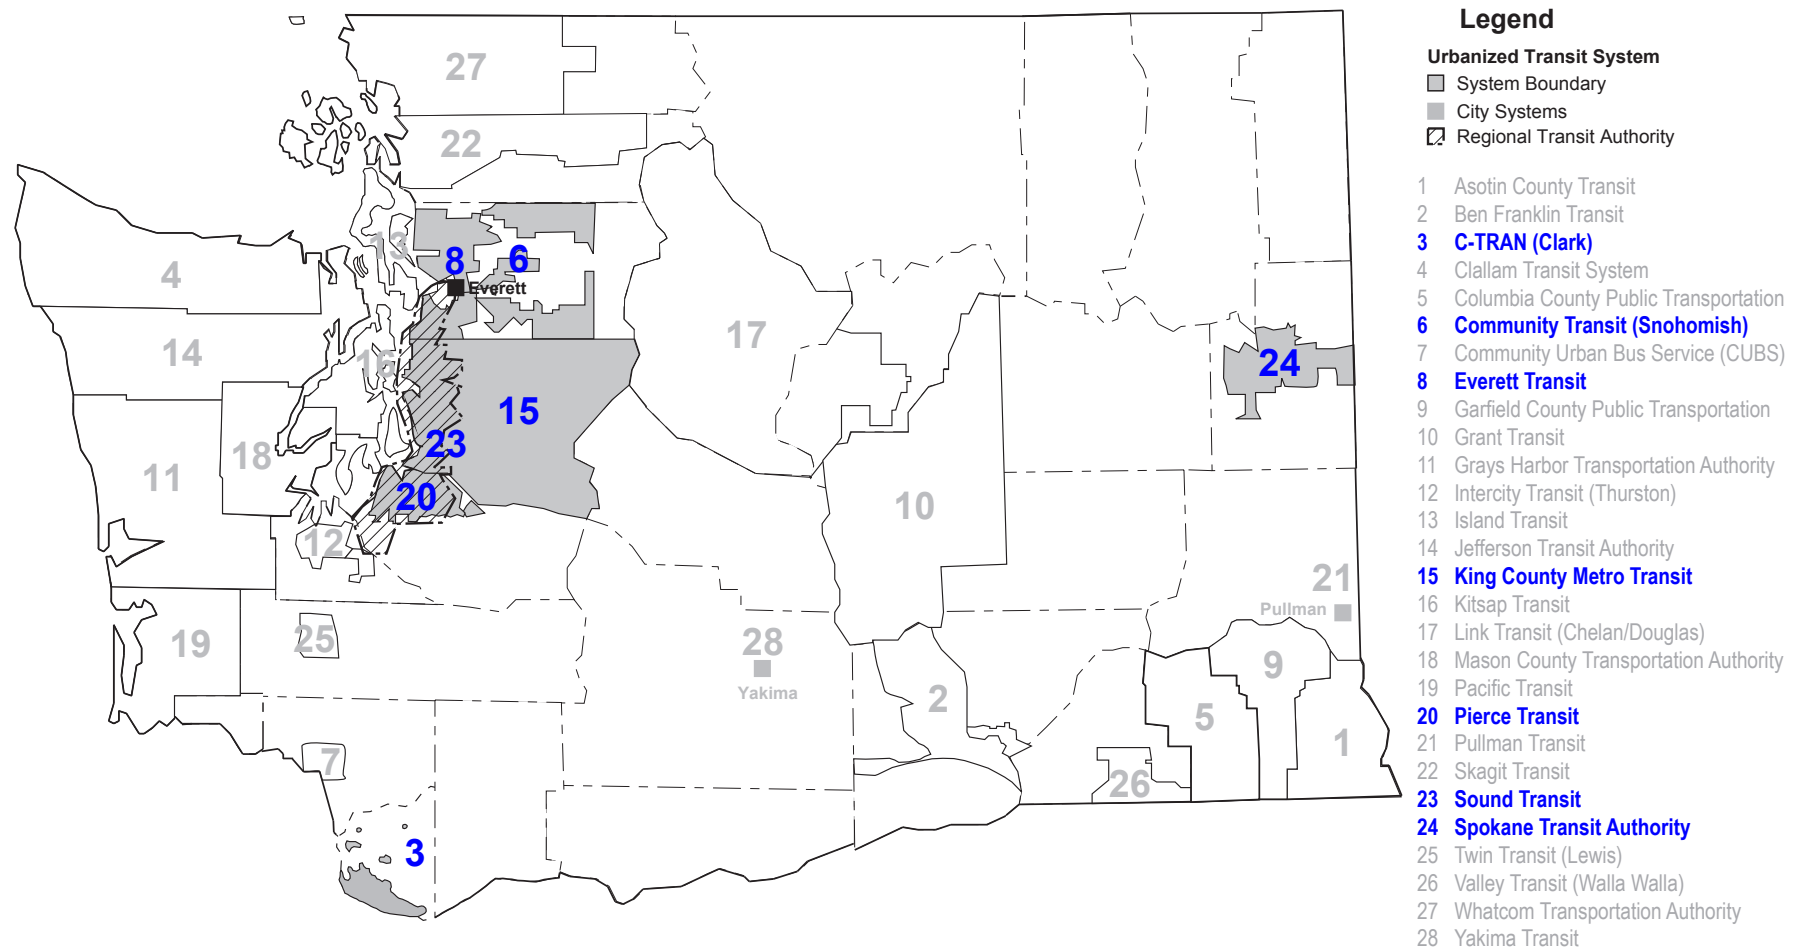 Legend
Urbanized Transit System
System Boundary
City Systems
Regional Transit Authority
1 Asotin County Transit
2 Ben Franklin Transit
3 C-TRAN (Clark)
4 Clallam Transit System
5 Columbia County Public Transportation
6 Community Transit (Snohomish)
7 Community Urban Bus Service (CUBS)
8 Everett Transit
9 Garfield County Public Transportation
10 Grant Transit
11 Grays Harbor Transportation Authority
12 Intercity Transit (Thurston)
13 Island Transit
14 Jefferson Transit Authority
15 King County Metro Transit
16 Kitsap Transit
17 Link Transit (Chelan/Douglas)
18 Mason County Transportation Authority
19 Pacific Transit
20 Pierce Transit
21 Pullman Transit
22 Skagit Transit
23 Sound Transit
24 Spokane Transit Authority
25 Twin Transit (Lewis)
26 Valley Transit (Walla Walla)
27 Whatcom Transportation Authority
28 Yakima Transit
27
22
13
4
8
6
Everett
14
16
17
24
15
23
18
11
20
10
12
21
Pullman
25
19
28
Yakima
9
2
5
1
7
26
3